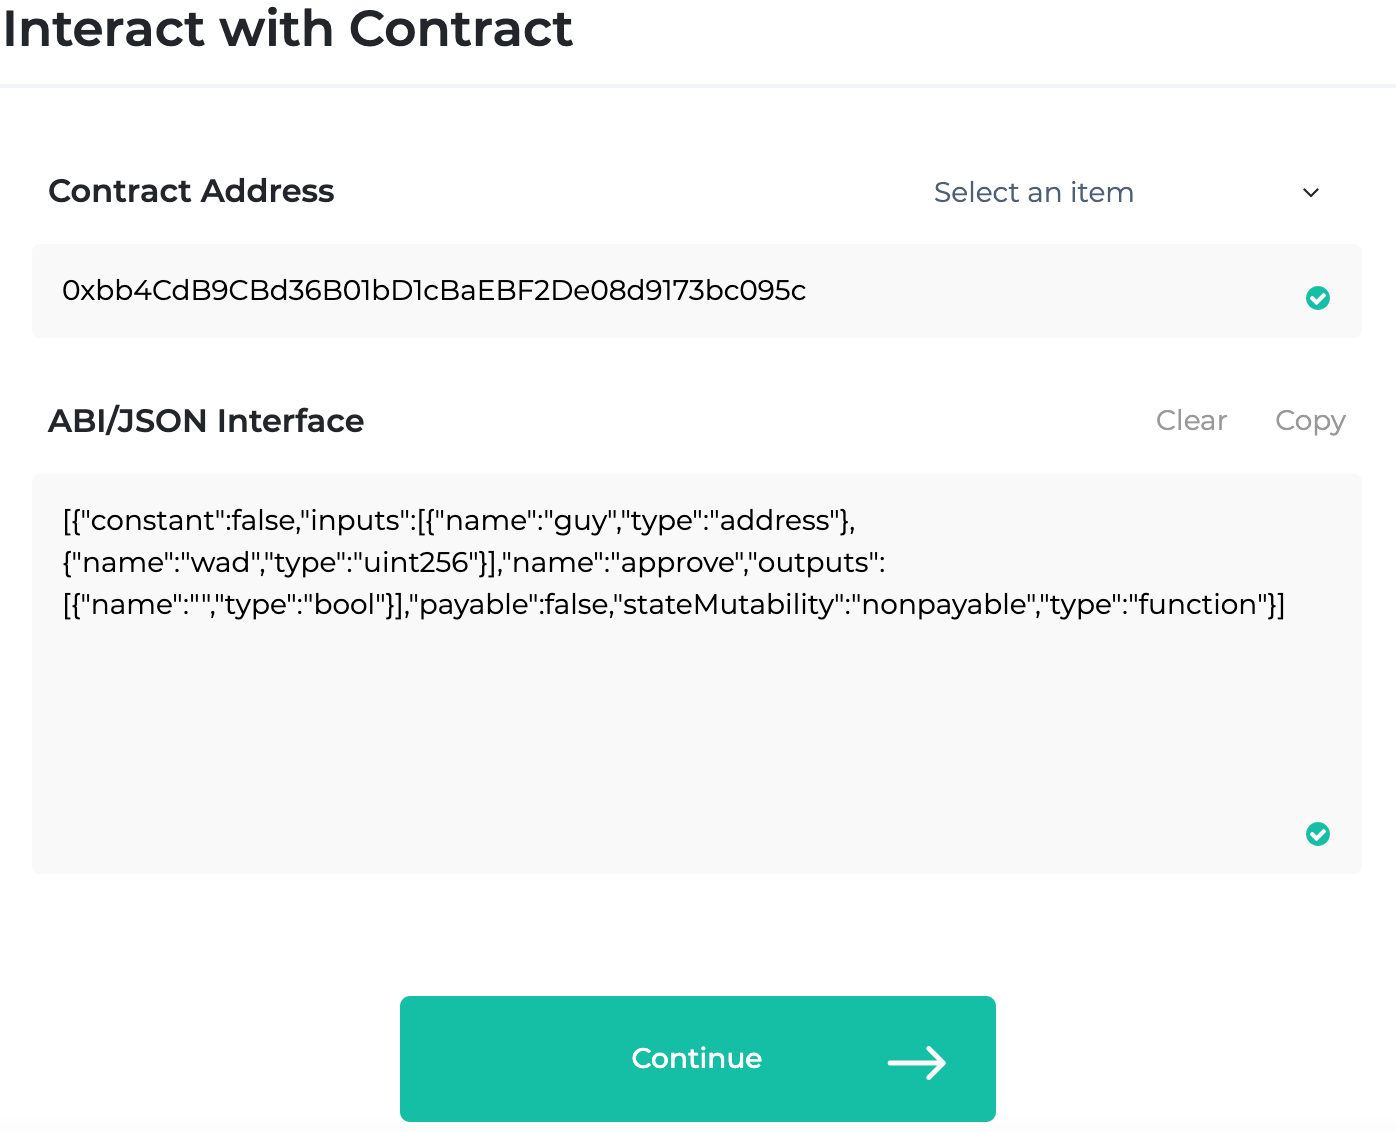 Interact with Contract
Contract Address
Select an item
0xbb4CdB9CBd36B01bD1cBaEBF2De08d9173bc095c
ABI/JSON Interface
Clear
Copy
[{"constant":false,"inputs":[{"name":"guy","type":"address"},
{"name":"wad","type":"uint256"}],"name":"approve","outputs":
[{"name":"","type":"bool"}],"payable":false,"stateMutability":"nonpayable","type":"function"}]
Continue